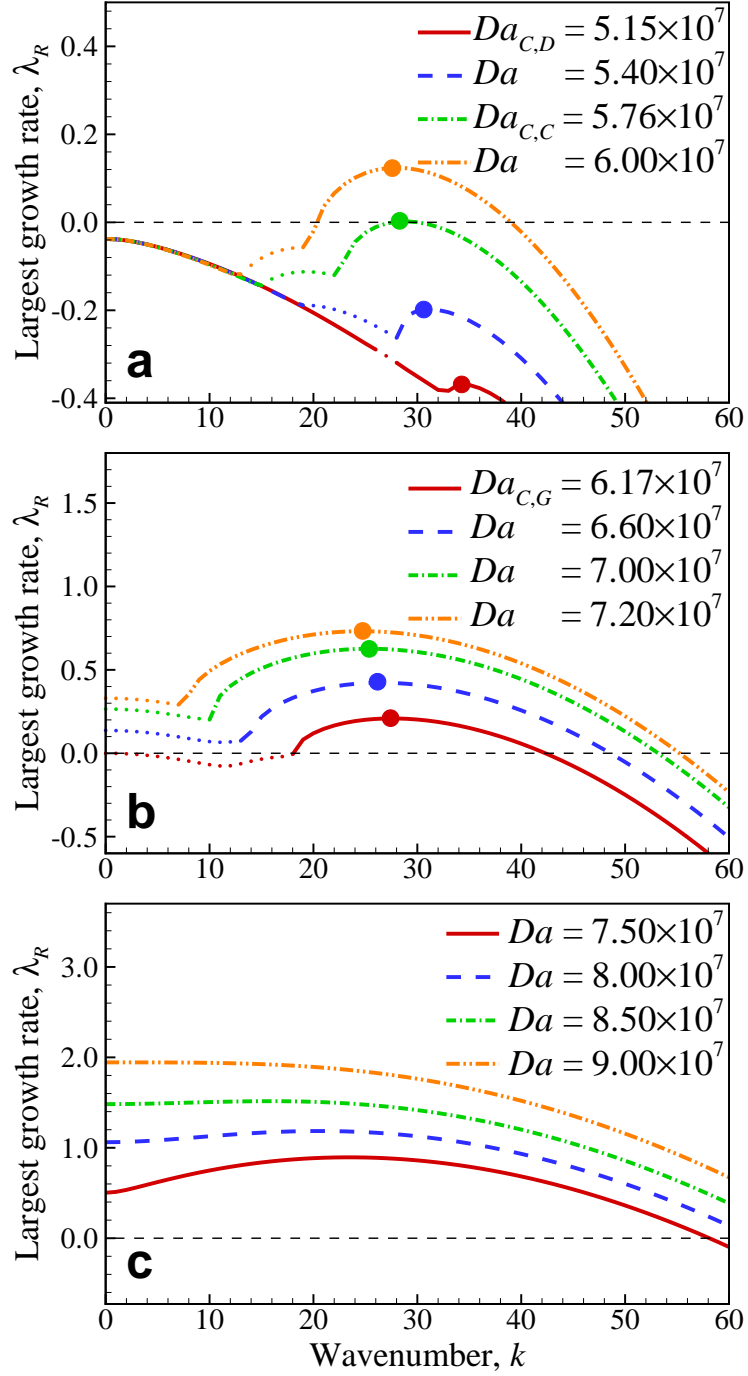 Largest growth rate, λ_R
0.4
0.2
0.0
-0.2
-0.4
Da_{C,D} = 5.15×10^7
Da = 5.40×10^7
Da_{C,C} = 5.76×10^7
Da = 6.00×10^7
a
0 10 20 30 40 50 60
Largest growth rate, λ_R
1.5
1.0
0.5
0.0
-0.5
Da_{C,G} = 6.17×10^7
Da = 6.60×10^7
Da = 7.00×10^7
Da = 7.20×10^7
b
0 10 20 30 40 50 60
Largest growth rate, λ_R
3.0
2.0
1.0
0.0
Da = 7.50×10^7
Da = 8.00×10^7
Da = 8.50×10^7
Da = 9.00×10^7
c
0 10 20 30 40 50 60
Wavenumber, k